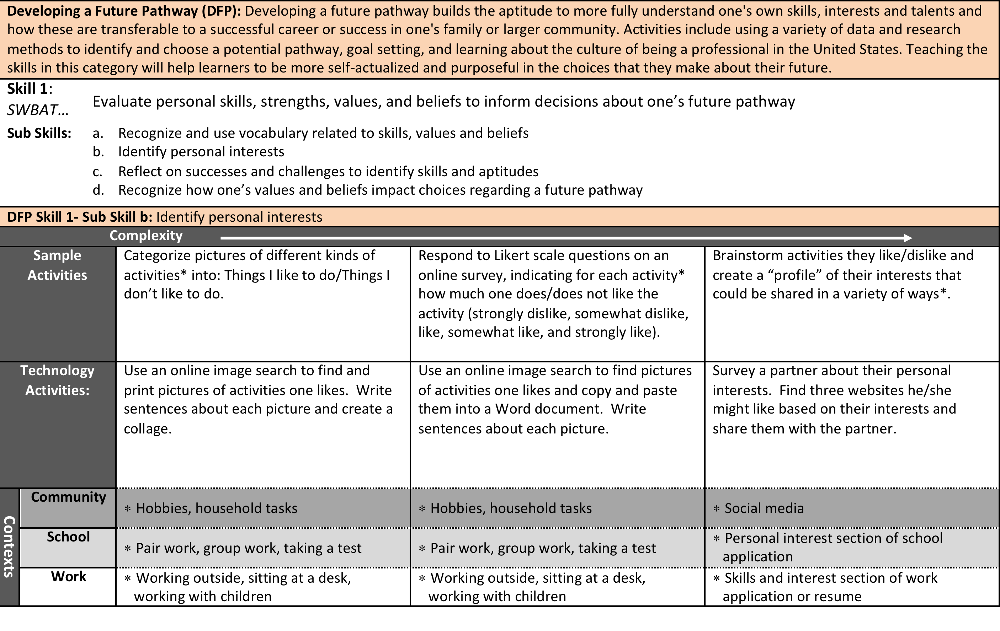 Developing a Future Pathway (DFP): Developing a future pathway builds the aptitude to more fully understand one's own skills, interests and talents and
how these are transferable to a successful career or success in one's family or larger community. Activities include using a variety of data and research
methods to identify and choose a potential pathway, goal setting, and learning about the culture of being a professional in the United States. Teaching the
skills in this category will help learners to be more self-actualized and purposeful in the choices that they make about their future.
Skill 1:
SWBAT…
Evaluate personal skills, strengths, values, and beliefs to inform decisions about one’s future pathway
Sub Skills:
a. Recognize and use vocabulary related to skills, values and beliefs
b. Identify personal interests
c. Reflect on successes and challenges to identify skills and aptitudes
d. Recognize how one’s values and beliefs impact choices regarding a future pathway
DFP Skill 1- Sub Skill b: Identify personal interests
Complexity
Sample
Activities
Categorize pictures of different kinds of
activities* into: Things I like to do/Things I
don’t like to do.
Respond to Likert scale questions on an
online survey, indicating for each activity*
how much one does/does not like the
activity (strongly dislike, somewhat dislike,
like, somewhat like, and strongly like).
Brainstorm activities they like/dislike and
create a “profile” of their interests that
could be shared in a variety of ways*.
Technology
Activities:
Use an online image search to find and
print pictures of activities one likes.  Write
sentences about each picture and create a
collage.
Use an online image search to find pictures
of activities one likes and copy and paste
them into a Word document.  Write
sentences about each picture.
Survey a partner about their personal
interests.  Find three websites he/she
might like based on their interests and
share them with the partner.
Contexts
Community
* Hobbies, household tasks
* Hobbies, household tasks
* Social media
School
* Pair work, group work, taking a test
* Pair work, group work, taking a test
* Personal interest section of school
application
Work
* Working outside, sitting at a desk,
working with children
* Working outside, sitting at a desk,
working with children
* Skills and interest section of work
application or resume